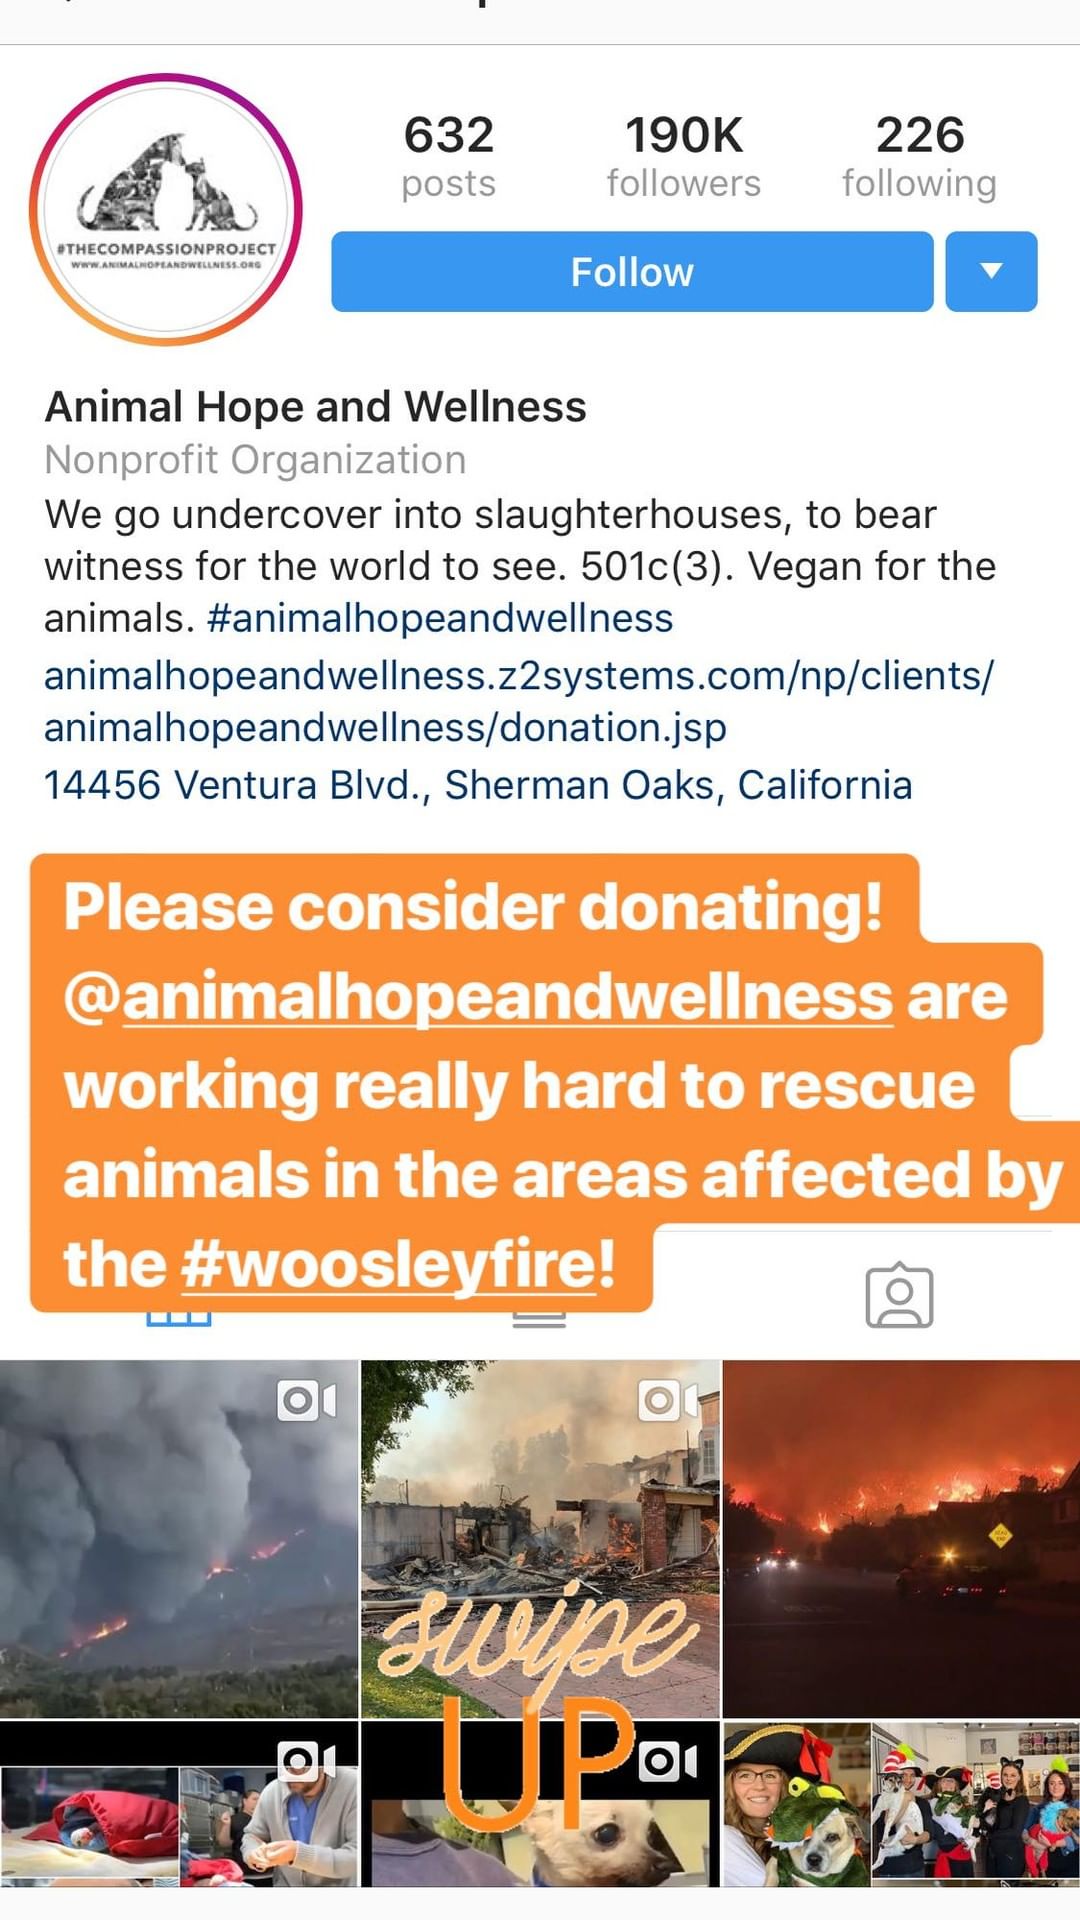 632
posts
190K
followers
226
following
#THECOMPASSIONPROJECT
WWW.ANIMALHOPEANDWELLNESS.ORG
Follow
Animal Hope and Wellness
Nonprofit Organization
We go undercover into slaughterhouses, to bear
witness for the world to see. 501c(3). Vegan for the
animals. #animalhopeandwellness
animalhopeandwellness.z2systems.com/np/clients/
animalhopeandwellness/donation.jsp
14456 Ventura Blvd., Sherman Oaks, California
Please consider donating!
@animalhopeandwellness are
working really hard to rescue
animals in the areas affected by
the #woosleyfire!
swipe
UP